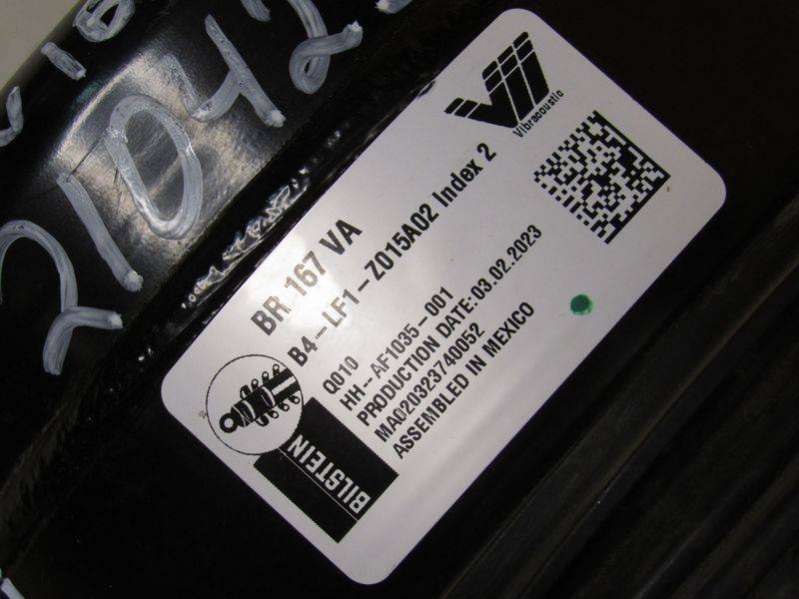 21042
Vibracoustic
BR 167 VA
B4-LF1-Z015A02 Index 2
Q010
HH-AF1035-001
PRODUCTION DATE: 03.02.2023
MA020323740052
ASSEMBLED IN MEXICO
BILSTEIN